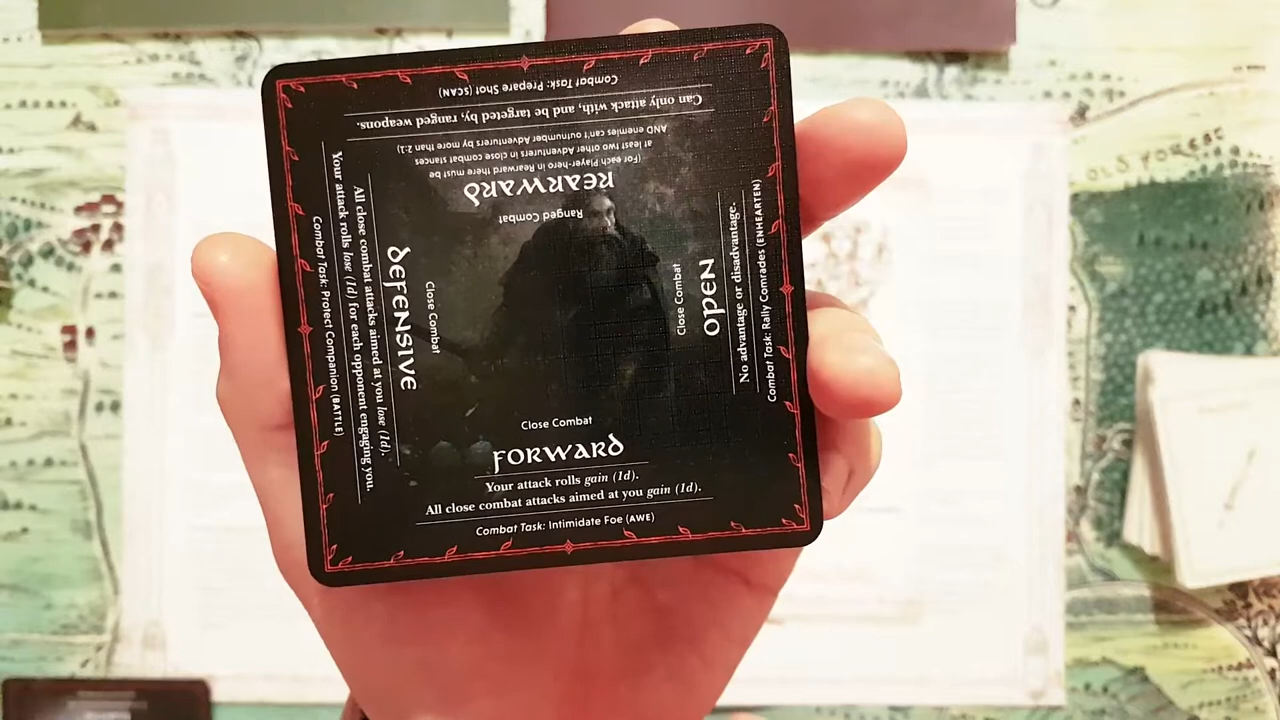 Combat Task: Prepare Shot (SCAN)
Can only attack with, and be targeted by, ranged weapons.
(For each Player-hero in Rearward there must be
at least two other Adventurers in close combat stances
AND enemies can't outnumber Adventurers by more than 2:1)
REARWARD
Ranged Combat
Close Combat
DEFENSIVE
All close combat attacks aimed at you lose (1d).
Your attack rolls lose (1d) for each opponent engaging you.
Combat Task: Protect Companion (BATTLE)
Close Combat
OPEN
No advantage or disadvantage.
Combat Task: Rally Comrades (ENHEARTEN)
Close Combat
FORWARD
Your attack rolls gain (1d).
All close combat attacks aimed at you gain (1d).
Combat Task: Intimidate Foe (AWE)
OLD FOREST